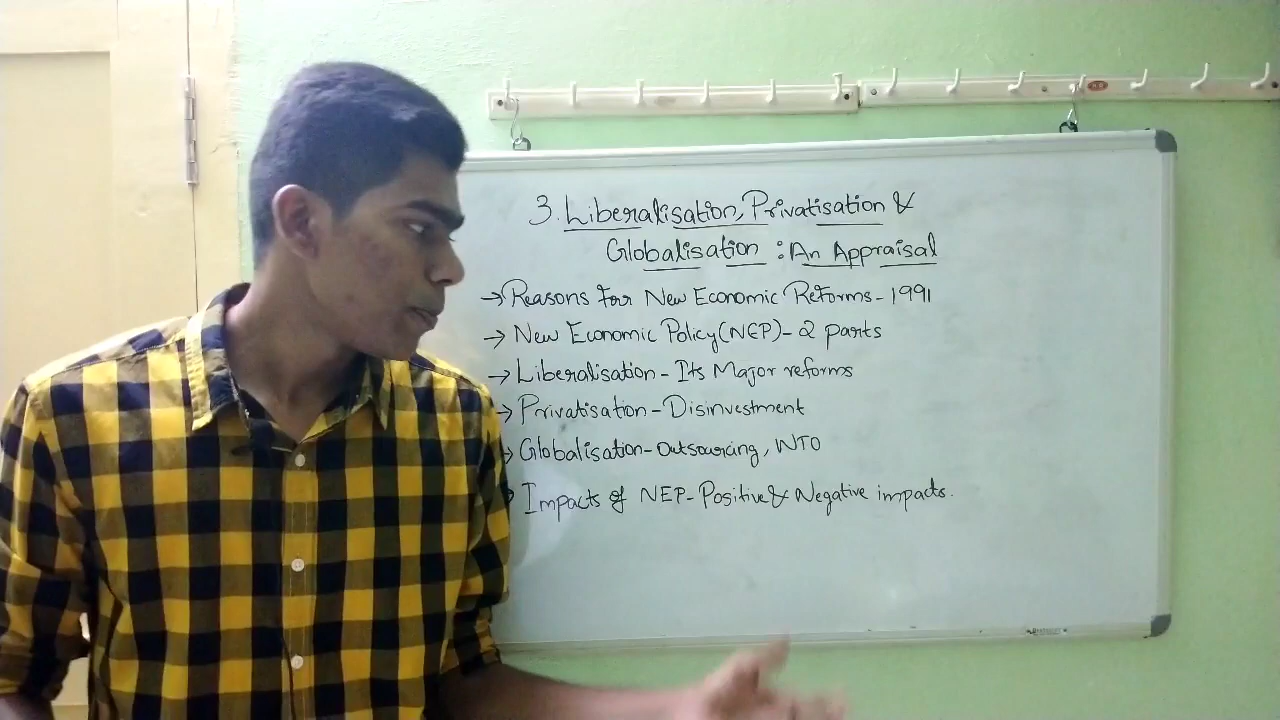 3. Liberalisation, Privatisation &
Globalisation : An Appraisal
→ Reasons for New Economic Reforms - 1991
→ New Economic Policy (NEP) - 2 parts
→ Liberalisation - Its Major reforms
→ Privatisation - Disinvestment
→ Globalisation - Outsourcing, WTO
Impacts of NEP - Positive & Negative impacts.